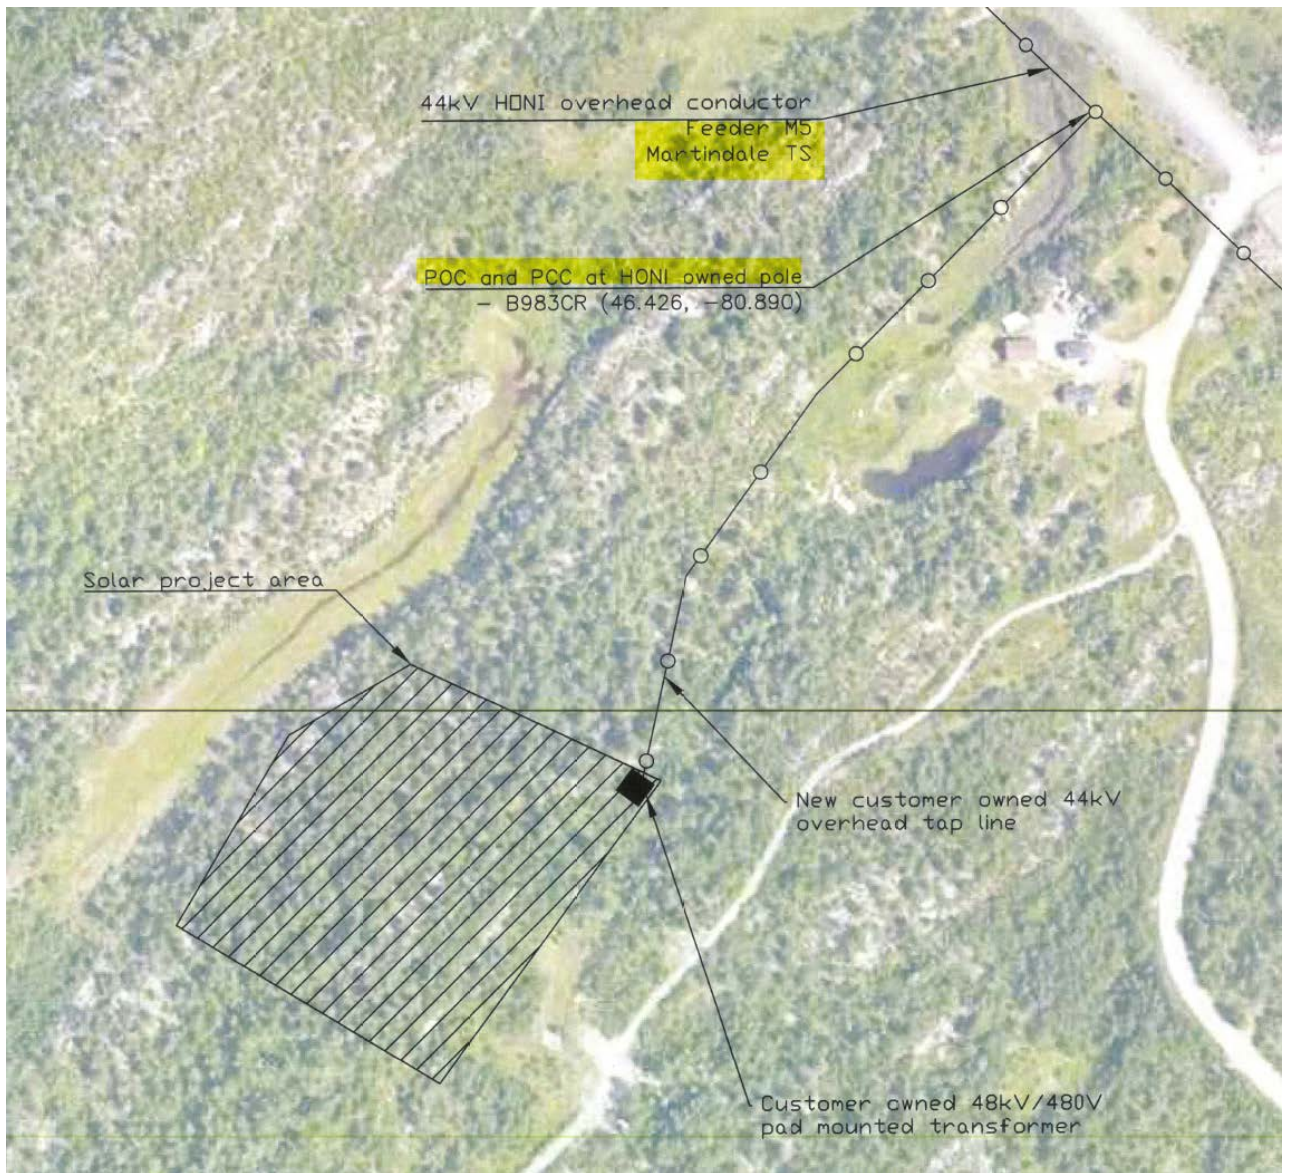 44kV HONI overhead conductor
Feeder M5
Martindale TS
POC and PCC at HONI owned pole
- B983CR (46.426, -80.890)
Solar project area
New customer owned 44kV
overhead tap line
Customer owned 48kV/480V
pad mounted transformer